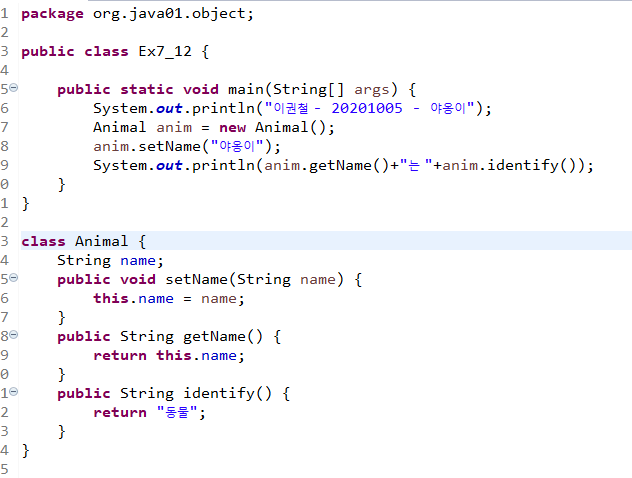 1 package org.java01.object;
2
3 public class Ex7_12 {
4
5 public static void main(String[] args) {
6 System.out.println("이권철 - 20201005 - 야옹이");
7 Animal anim = new Animal();
8 anim.setName("야옹이");
9 System.out.println(anim.getName()+"는 "+anim.identify());
0 }
1 }
2
3 class Animal {
4 String name;
5 public void setName(String name) {
6 this.name = name;
7 }
8 public String getName() {
9 return this.name;
0 }
1 public String identify() {
2 return "동물";
3 }
4 }
5